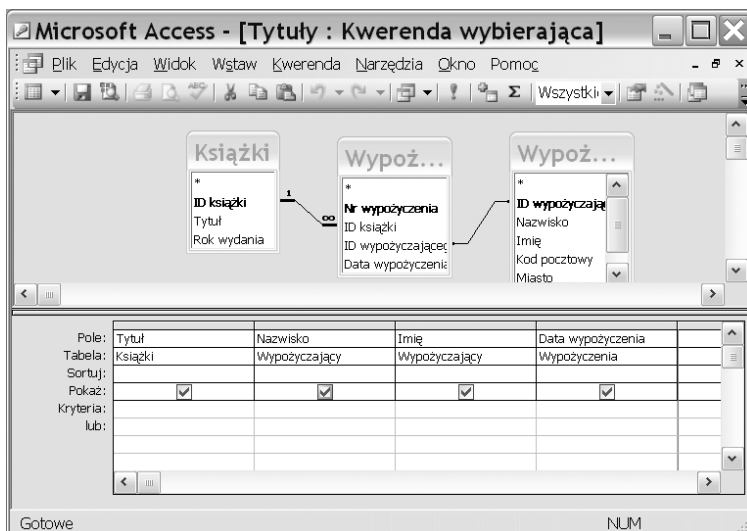 Microsoft Access - [Tytuły : Kwerenda wybierająca]
Plik Edycja Widok Wstaw Kwerenda Narzędzia Okno Pomoc
ABC Σ Wszystki
Książki
*
ID książki
Tytuł
Rok wydania
1
∞
Wypoż...
*
Nr wypożyczenia
ID książki
ID wypożyczająceg
Data wypożyczenia
Wypoż...
*
ID wypożyczają
Nazwisko
Imię
Kod pocztowy
Miasto
Pole: Tytuł Nazwisko Imię Data wypożyczenia
Tabela: Książki Wypożyczający Wypożyczający Wypożyczenia
Sortuj:
Pokaż:
Kryteria:
lub:
Gotowe NUM